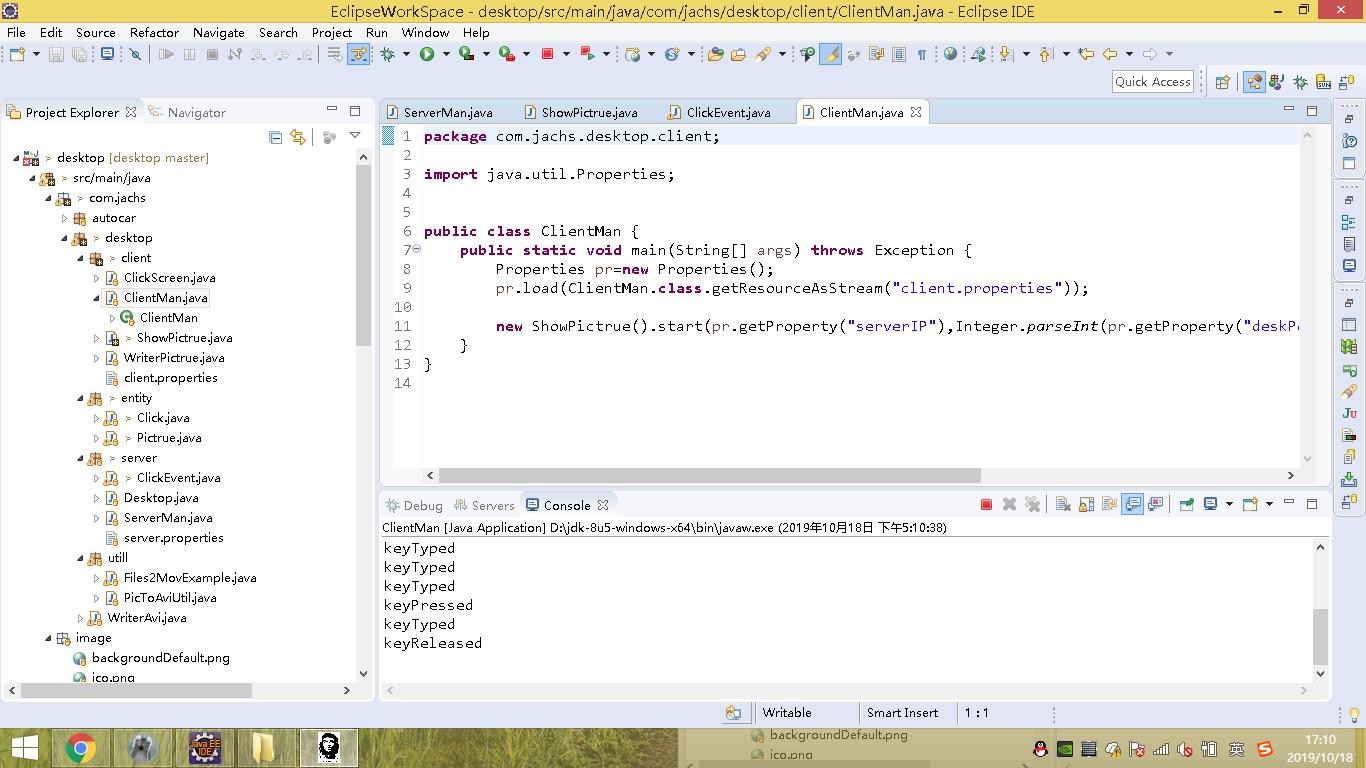 EclipseWorkSpace - desktop/src/main/java/com/jachs/desktop/client/ClientMan.java - Eclipse IDE
File Edit Source Refactor Navigate Search Project Run Window Help
Quick Access
Project Explorer Navigator
> desktop [desktop master]
> src/main/java
> com.jachs
autocar
> desktop
> client
ClickScreen.java
ClientMan.java
ClientMan
> ShowPictrue.java
WriterPictrue.java
client.properties
> entity
> Click.java
> Pictrue.java
> server
> ClickEvent.java
Desktop.java
ServerMan.java
server.properties
utill
Files2MovExample.java
PicToAviUtil.java
WriterAvi.java
image
backgroundDefault.png
ico.png
ServerMan.java ShowPictrue.java ClickEvent.java ClientMan.java
1 package com.jachs.desktop.client;
2
3 import java.util.Properties;
4
5
6 public class ClientMan {
7 public static void main(String[] args) throws Exception {
8 Properties pr=new Properties();
9 pr.load(ClientMan.class.getResourceAsStream("client.properties"));
10
11 new ShowPictrue().start(pr.getProperty("serverIP"),Integer.parseInt(pr.getProperty("deskPo
12 }
13 }
14
Debug Servers Console
ClientMan [Java Application] D:\jdk-8u5-windows-x64\bin\javaw.exe (2019年10月18日 下午5:10:38)
keyTyped
keyTyped
keyTyped
keyPressed
keyTyped
keyReleased
Writable Smart Insert 1 : 1
Java EE
IDE
backgroundDefault.png
ico.png
英
17:10
2019/10/18